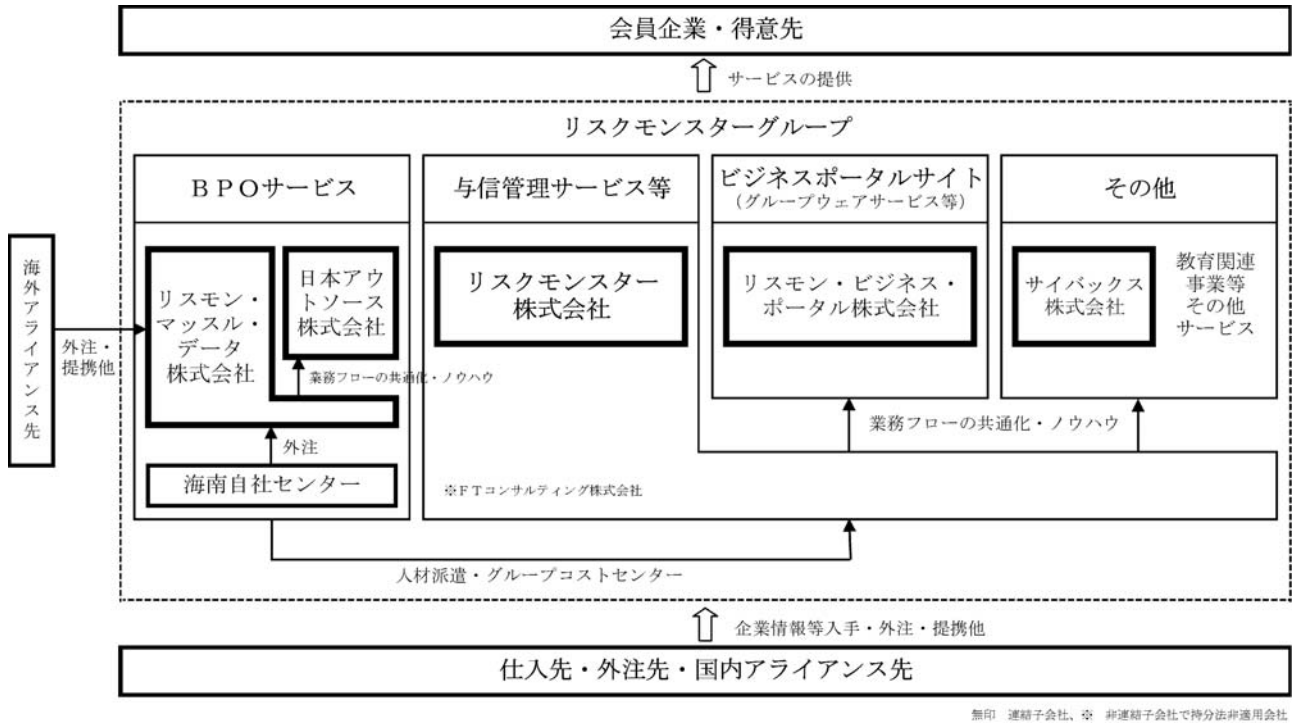 会員企業・得意先
サービスの提供
リスクモンスターグループ
BPOサービス
与信管理サービス等
ビジネスポータルサイト
（グループウェアサービス等）
その他
海外アライアンス先
外注・
提携他
リスモン・
マッスル・
データ
株式会社
日本アウ
トソース
株式会社
業務フローの共通化・ノウハウ
外注
海南自社センター
リスクモンスター
株式会社
※FTコンサルティング株式会社
リスモン・ビジネス・
ポータル株式会社
サイバックス
株式会社
教育関連
事業等
その他
サービス
業務フローの共通化・ノウハウ
人材派遣・グループコストセンター
企業情報等入手・外注・提携他
仕入先・外注先・国内アライアンス先
無印　連結子会社、※　非連結子会社で持分法非適用会社